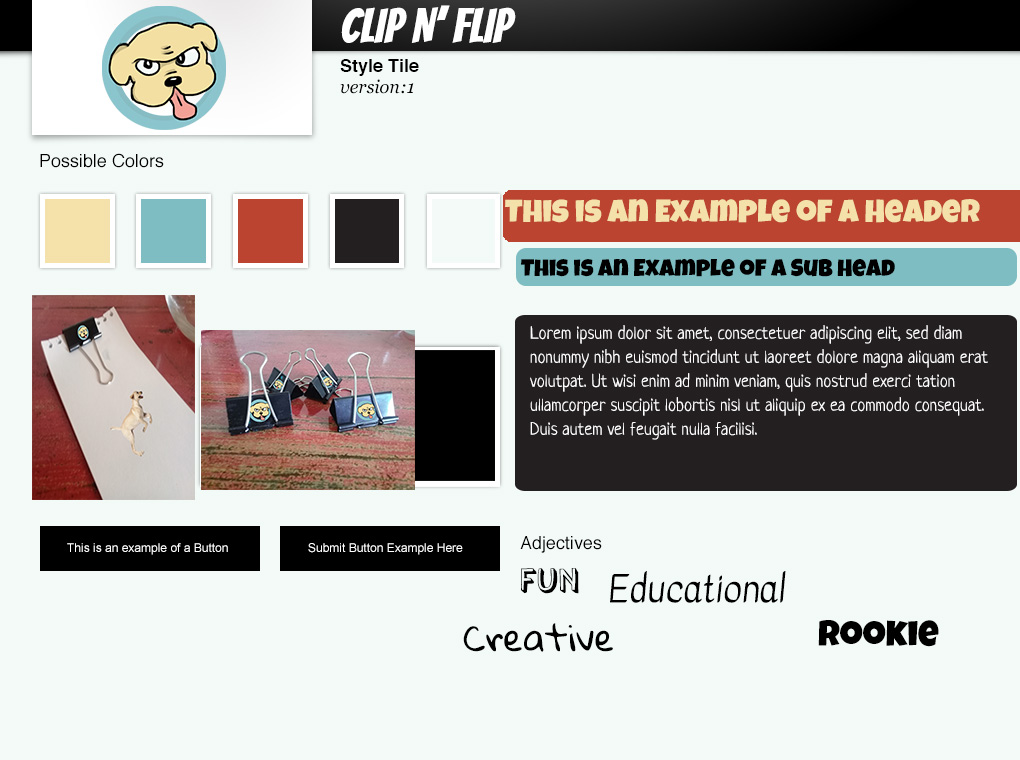 CLIP N' FLIP
Style Tile
version:1
Possible Colors
THIS IS AN EXAMPLE OF A HEADER
THIS IS AN EXAMPLE OF A SUB HEAD
Lorem ipsum dolor sit amet, consectetuer adipiscing elit, sed diam
nonummy nibh euismod tincidunt ut laoreet dolore magna aliquam erat
volutpat. Ut wisi enim ad minim veniam, quis nostrud exerci tation
ullamcorper suscipit lobortis nisl ut aliquip ex ea commodo consequat.
Duis autem vel feugait nulla facilisi.
This is an example of a Button
Submit Button Example Here
Adjectives
FUN
Educational
Creative
ROOKIE